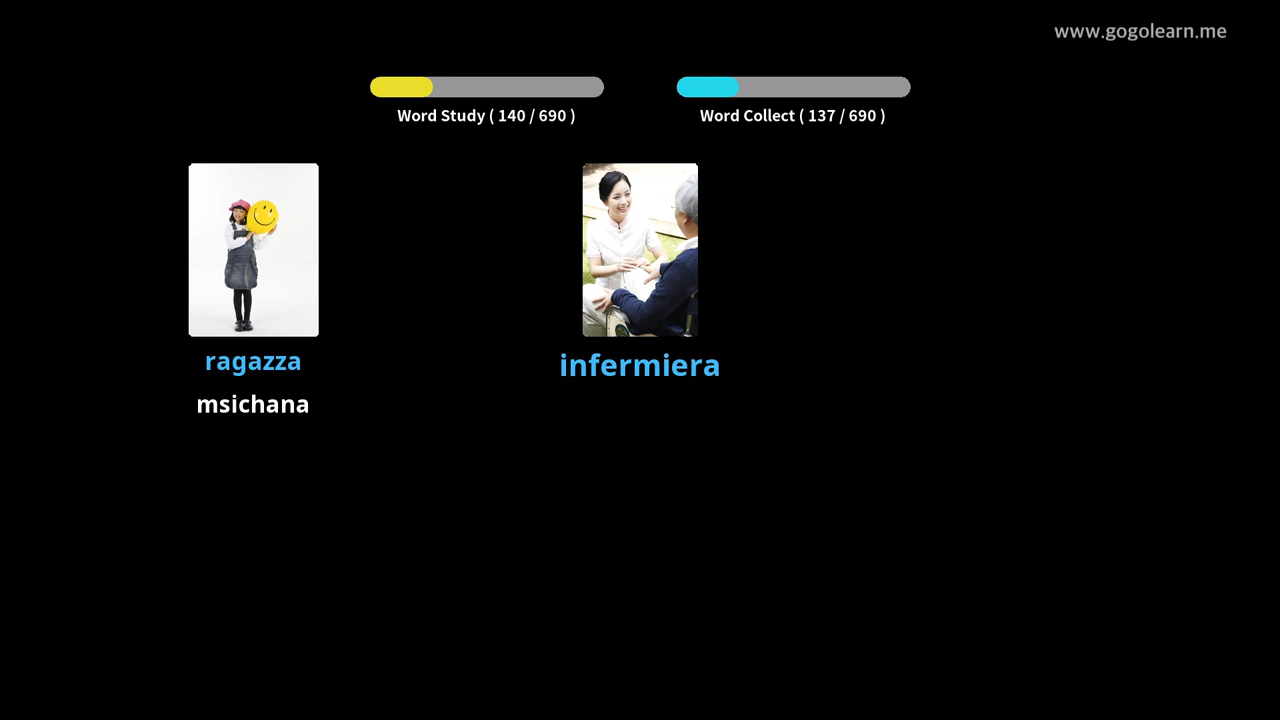 www.gogolearn.me
Word Study ( 140 / 690 )
Word Collect ( 137 / 690 )
ragazza
infermiera
msichana